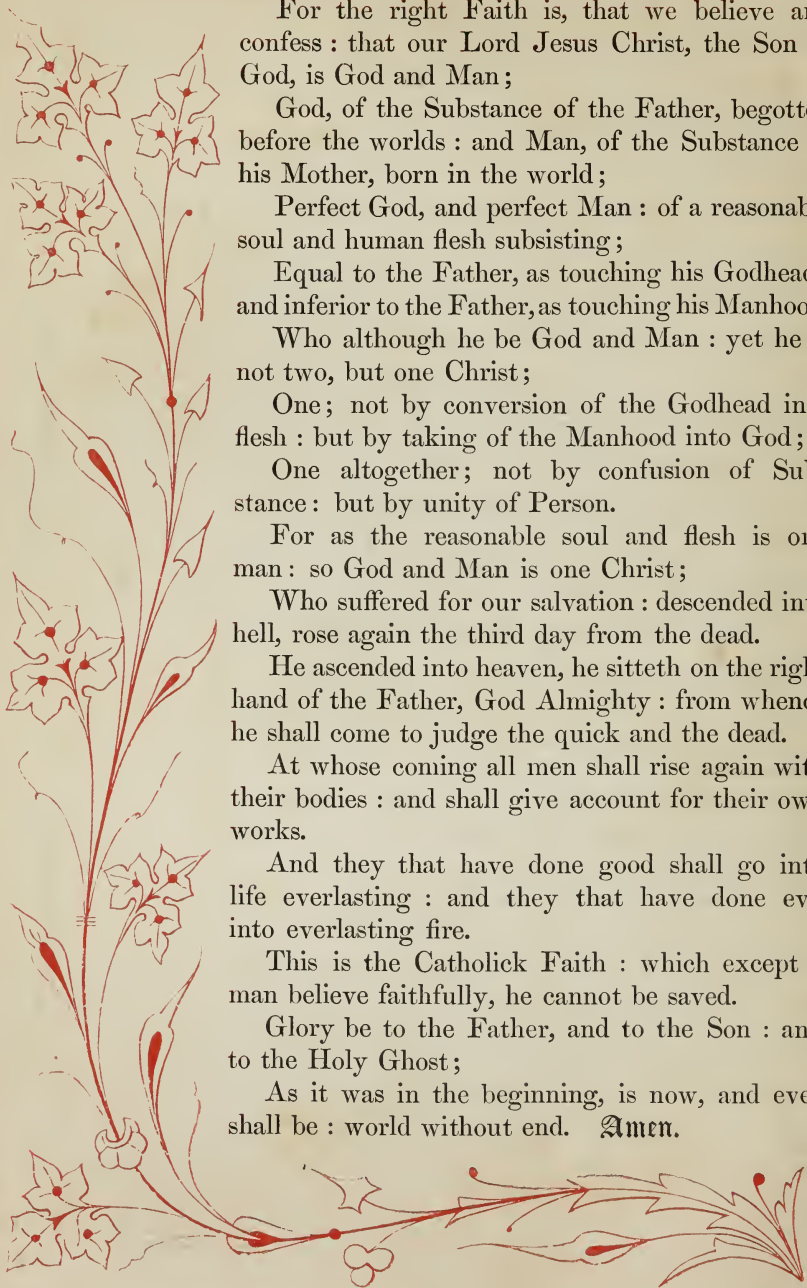 For the right Faith is, that we believe a
confess : that our Lord Jesus Christ, the Son
God, is God and Man ;
God, of the Substance of the Father, begott
before the worlds : and Man, of the Substance
his Mother, born in the world ;
Perfect God, and perfect Man : of a reasonab
soul and human flesh subsisting ;
Equal to the Father, as touching his Godhea
and inferior to the Father, as touching his Manhoo
Who although he be God and Man : yet he
not two, but one Christ ;
One ; not by conversion of the Godhead in
flesh : but by taking of the Manhood into God ;
One altogether ; not by confusion of Su
stance : but by unity of Person.
For as the reasonable soul and flesh is o
man : so God and Man is one Christ ;
Who suffered for our salvation : descended in
hell, rose again the third day from the dead.
He ascended into heaven, he sitteth on the rig
hand of the Father, God Almighty : from whenc
he shall come to judge the quick and the dead.
At whose coming all men shall rise again wit
their bodies : and shall give account for their ow
works.
And they that have done good shall go int
life everlasting : and they that have done ev
into everlasting fire.
This is the Catholick Faith : which except
man believe faithfully, he cannot be saved.
Glory be to the Father, and to the Son : an
to the Holy Ghost ;
As it was in the beginning, is now, and eve
shall be : world without end. Amen.